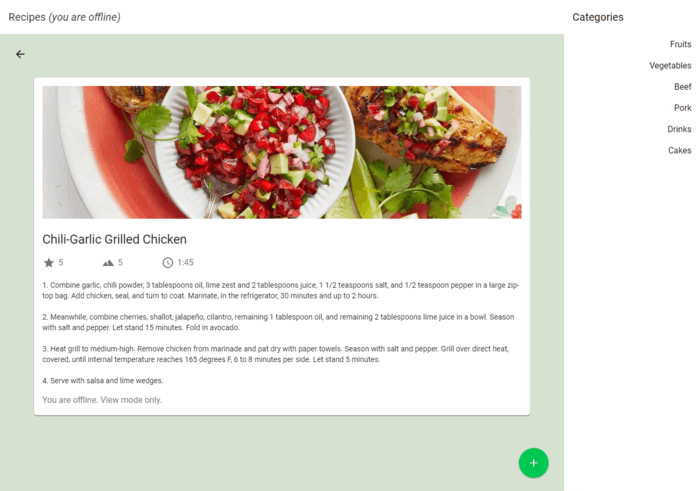 Recipes (you are offline)
Categories
Fruits
Vegetables
Beef
Pork
Drinks
Cakes
Chili-Garlic Grilled Chicken
5 5 1:45
1. Combine garlic, chili powder, 3 tablespoons oil, lime zest and 2 tablespoons juice, 1 1/2 teaspoons salt, and 1/2 teaspoon pepper in a large zip-
top bag. Add chicken, seal, and turn to coat. Marinate, in the refrigerator, 30 minutes and up to 2 hours.
2. Meanwhile, combine cherries, shallot, jalapeño, cilantro, remaining 1 tablespoon oil, and remaining 2 tablespoons lime juice in a bowl. Season
with salt and pepper. Let stand 15 minutes. Fold in avocado.
3. Heat grill to medium-high. Remove chicken from marinade and pat dry with paper towels. Season with salt and pepper. Grill over direct heat,
covered, until internal temperature reaches 165 degrees F, 6 to 8 minutes per side. Let stand 5 minutes.
4. Serve with salsa and lime wedges.
You are offline. View mode only.